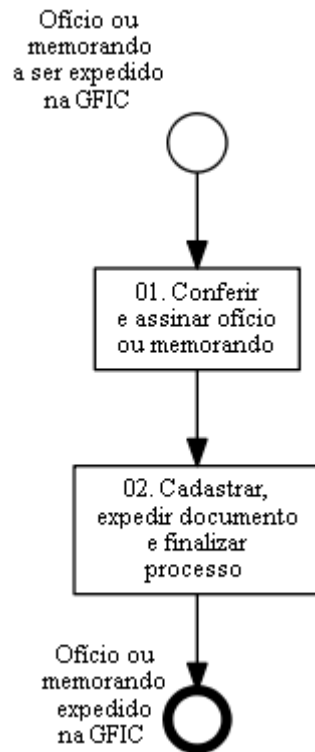 Ofício ou
memorando
a ser expedido
na GFIC
01. Conferir
e assinar ofício
ou memorando
02. Cadastrar,
expedir documento
e finalizar
processo
Ofício ou
memorando
expedido
na GFIC